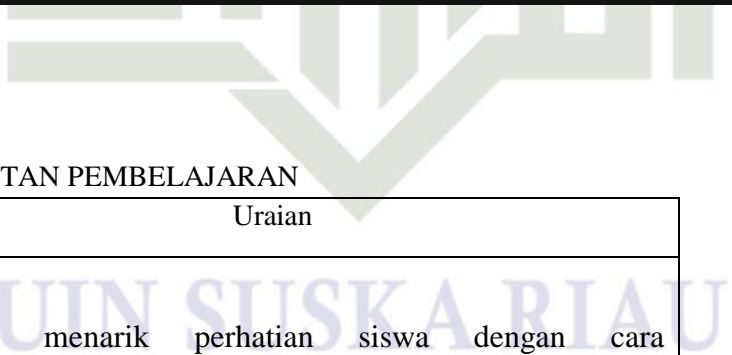 TAN PEMBELAJARAN
Uraian
UIN SUSKA RIAU
menarik perhatian siswa dengan cara